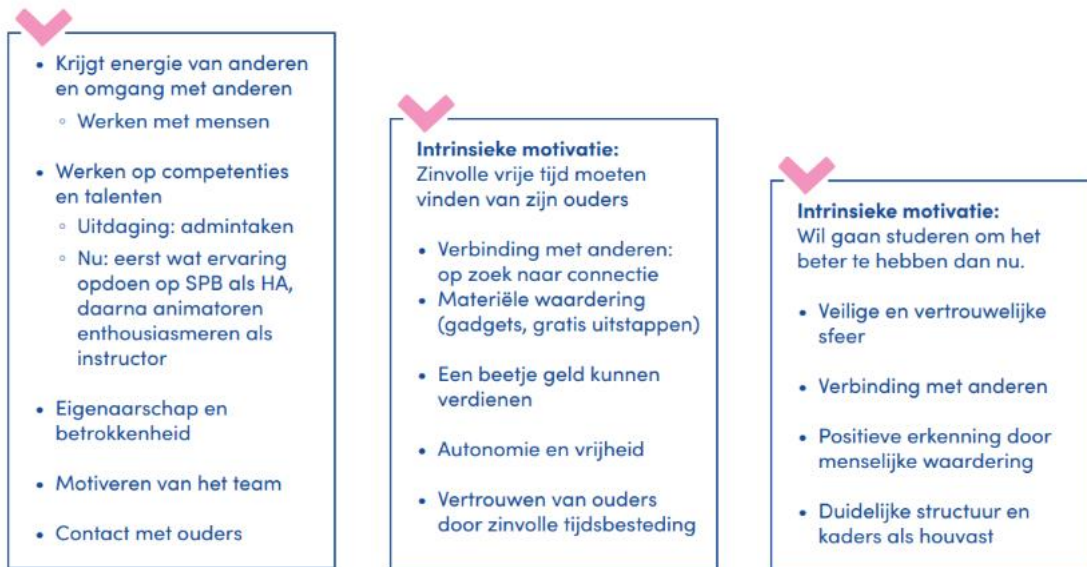 • Krijgt energie van anderen
en omgang met anderen
◦ Werken met mensen
• Werken op competenties
en talenten
◦ Uitdaging: admintaken
◦ Nu: eerst wat ervaring
opdoen op SPB als HA,
daarna animatoren
enthousiasmeren als
instructor
• Eigenaarschap en
betrokkenheid
• Motiveren van het team
• Contact met ouders
Intrinsieke motivatie:
Zinvolle vrije tijd moeten
vinden van zijn ouders
• Verbinding met anderen:
op zoek naar connectie
• Materiële waardering
(gadgets, gratis uitstappen)
• Een beetje geld kunnen
verdienen
• Autonomie en vrijheid
• Vertrouwen van ouders
door zinvolle tijdsbesteding
Intrinsieke motivatie:
Wil gaan studeren om het
beter te hebben dan nu.
• Veilige en vertrouwelijke
sfeer
• Verbinding met anderen
• Positieve erkenning door
menselijke waardering
• Duidelijke structuur en
kaders als houvast